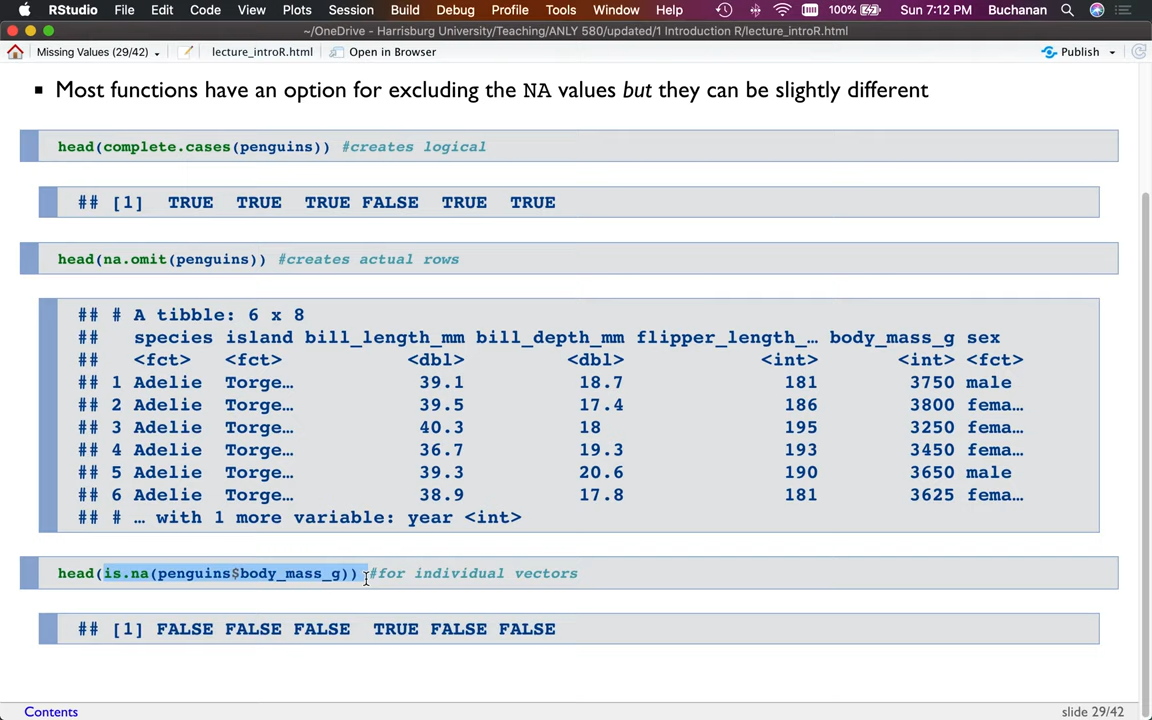 RStudio File Edit Code View Plots Session Build Debug Profile Tools Window Help 100% Sun 7:12 PM Buchanan
~/OneDrive - Harrisburg University/Teaching/ANLY 580/updated/1 Introduction R/lecture_introR.html
Missing Values (29/42) lecture_introR.html Open in Browser Publish
▪ Most functions have an option for excluding the NA values but they can be slightly different
head(complete.cases(penguins)) #creates logical
## [1]  TRUE  TRUE  TRUE FALSE  TRUE  TRUE
head(na.omit(penguins)) #creates actual rows
## # A tibble: 6 x 8
##   species island bill_length_mm bill_depth_mm flipper_length_… body_mass_g sex
##   <fct>   <fct>           <dbl>         <dbl>            <int>       <int> <fct>
## 1 Adelie  Torge…           39.1          18.7              181        3750 male
## 2 Adelie  Torge…           39.5          17.4              186        3800 fema…
## 3 Adelie  Torge…           40.3          18                195        3250 fema…
## 4 Adelie  Torge…           36.7          19.3              193        3450 fema…
## 5 Adelie  Torge…           39.3          20.6              190        3650 male
## 6 Adelie  Torge…           38.9          17.8              181        3625 fema…
## # … with 1 more variable: year <int>
head(is.na(penguins$body_mass_g)) #for individual vectors
## [1] FALSE FALSE FALSE  TRUE FALSE FALSE
Contents slide 29/42